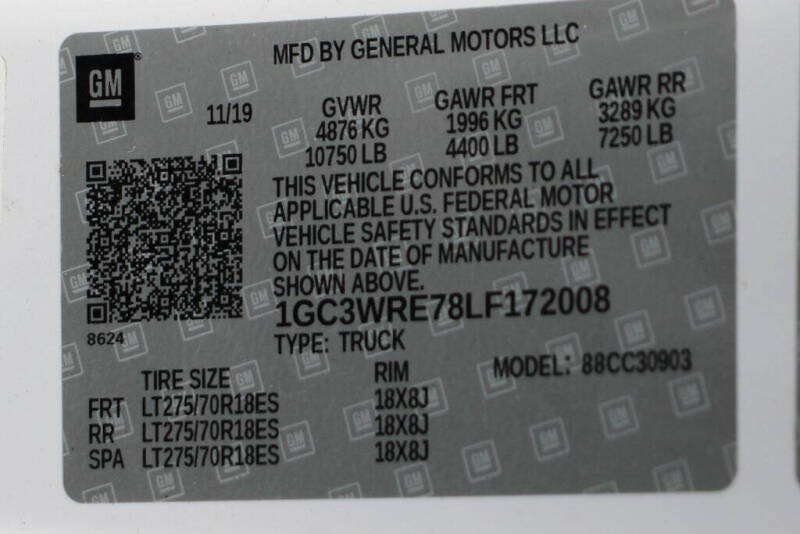 MFD BY GENERAL MOTORS LLC
GM
11/19
GVWR GAWR FRT GAWR RR
4876 KG 1996 KG 3289 KG
10750 LB 4400 LB 7250 LB
THIS VEHICLE CONFORMS TO ALL
APPLICABLE U.S. FEDERAL MOTOR
VEHICLE SAFETY STANDARDS IN EFFECT
ON THE DATE OF MANUFACTURE
SHOWN ABOVE.
1GC3WRE78LF172008
8624
TYPE: TRUCK
MODEL: 88CC30903
TIRE SIZE RIM
FRT LT275/70R18ES 18X8J
RR LT275/70R18ES 18X8J
SPA LT275/70R18ES 18X8J